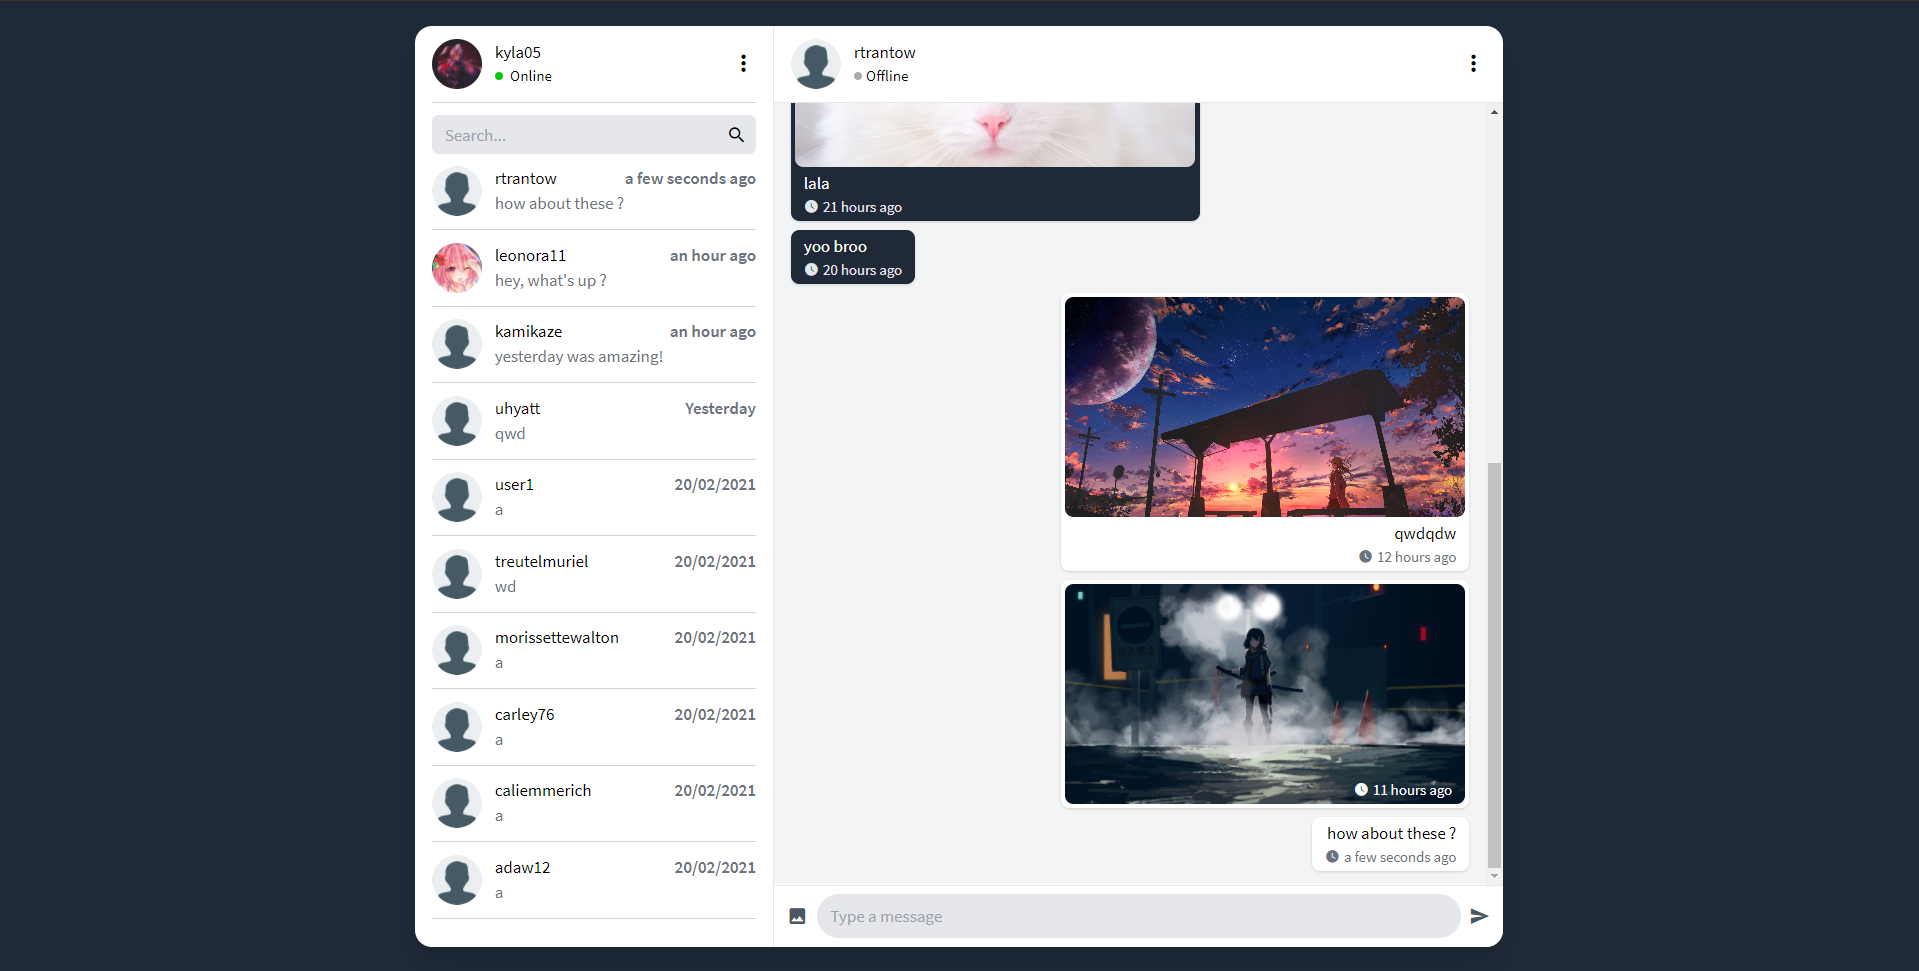 kyla05
Online
Search...
rtrantow a few seconds ago
how about these ?
leonora11 an hour ago
hey, what's up ?
kamikaze an hour ago
yesterday was amazing!
uhyatt Yesterday
qwd
user1 20/02/2021
a
treutelmuriel 20/02/2021
wd
morissettewalton 20/02/2021
a
carley76 20/02/2021
a
caliemmerich 20/02/2021
a
adaw12 20/02/2021
a
rtrantow
Offline
lala
21 hours ago
yoo broo
20 hours ago
qwdqdw
12 hours ago
出入禁止
11 hours ago
how about these ?
a few seconds ago
Type a message